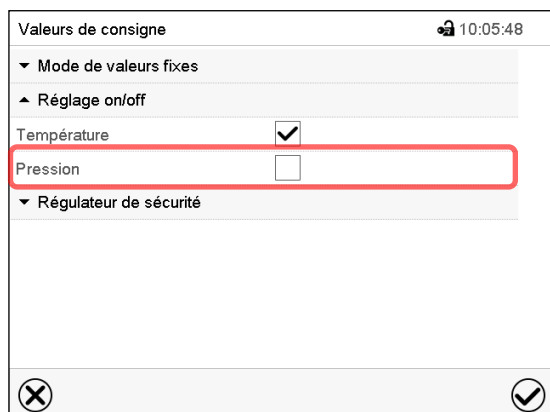 Valeurs de consigne 10:05:48
Mode de valeurs fixes
Réglage on/off
Température
Pression
Régulateur de sécurité